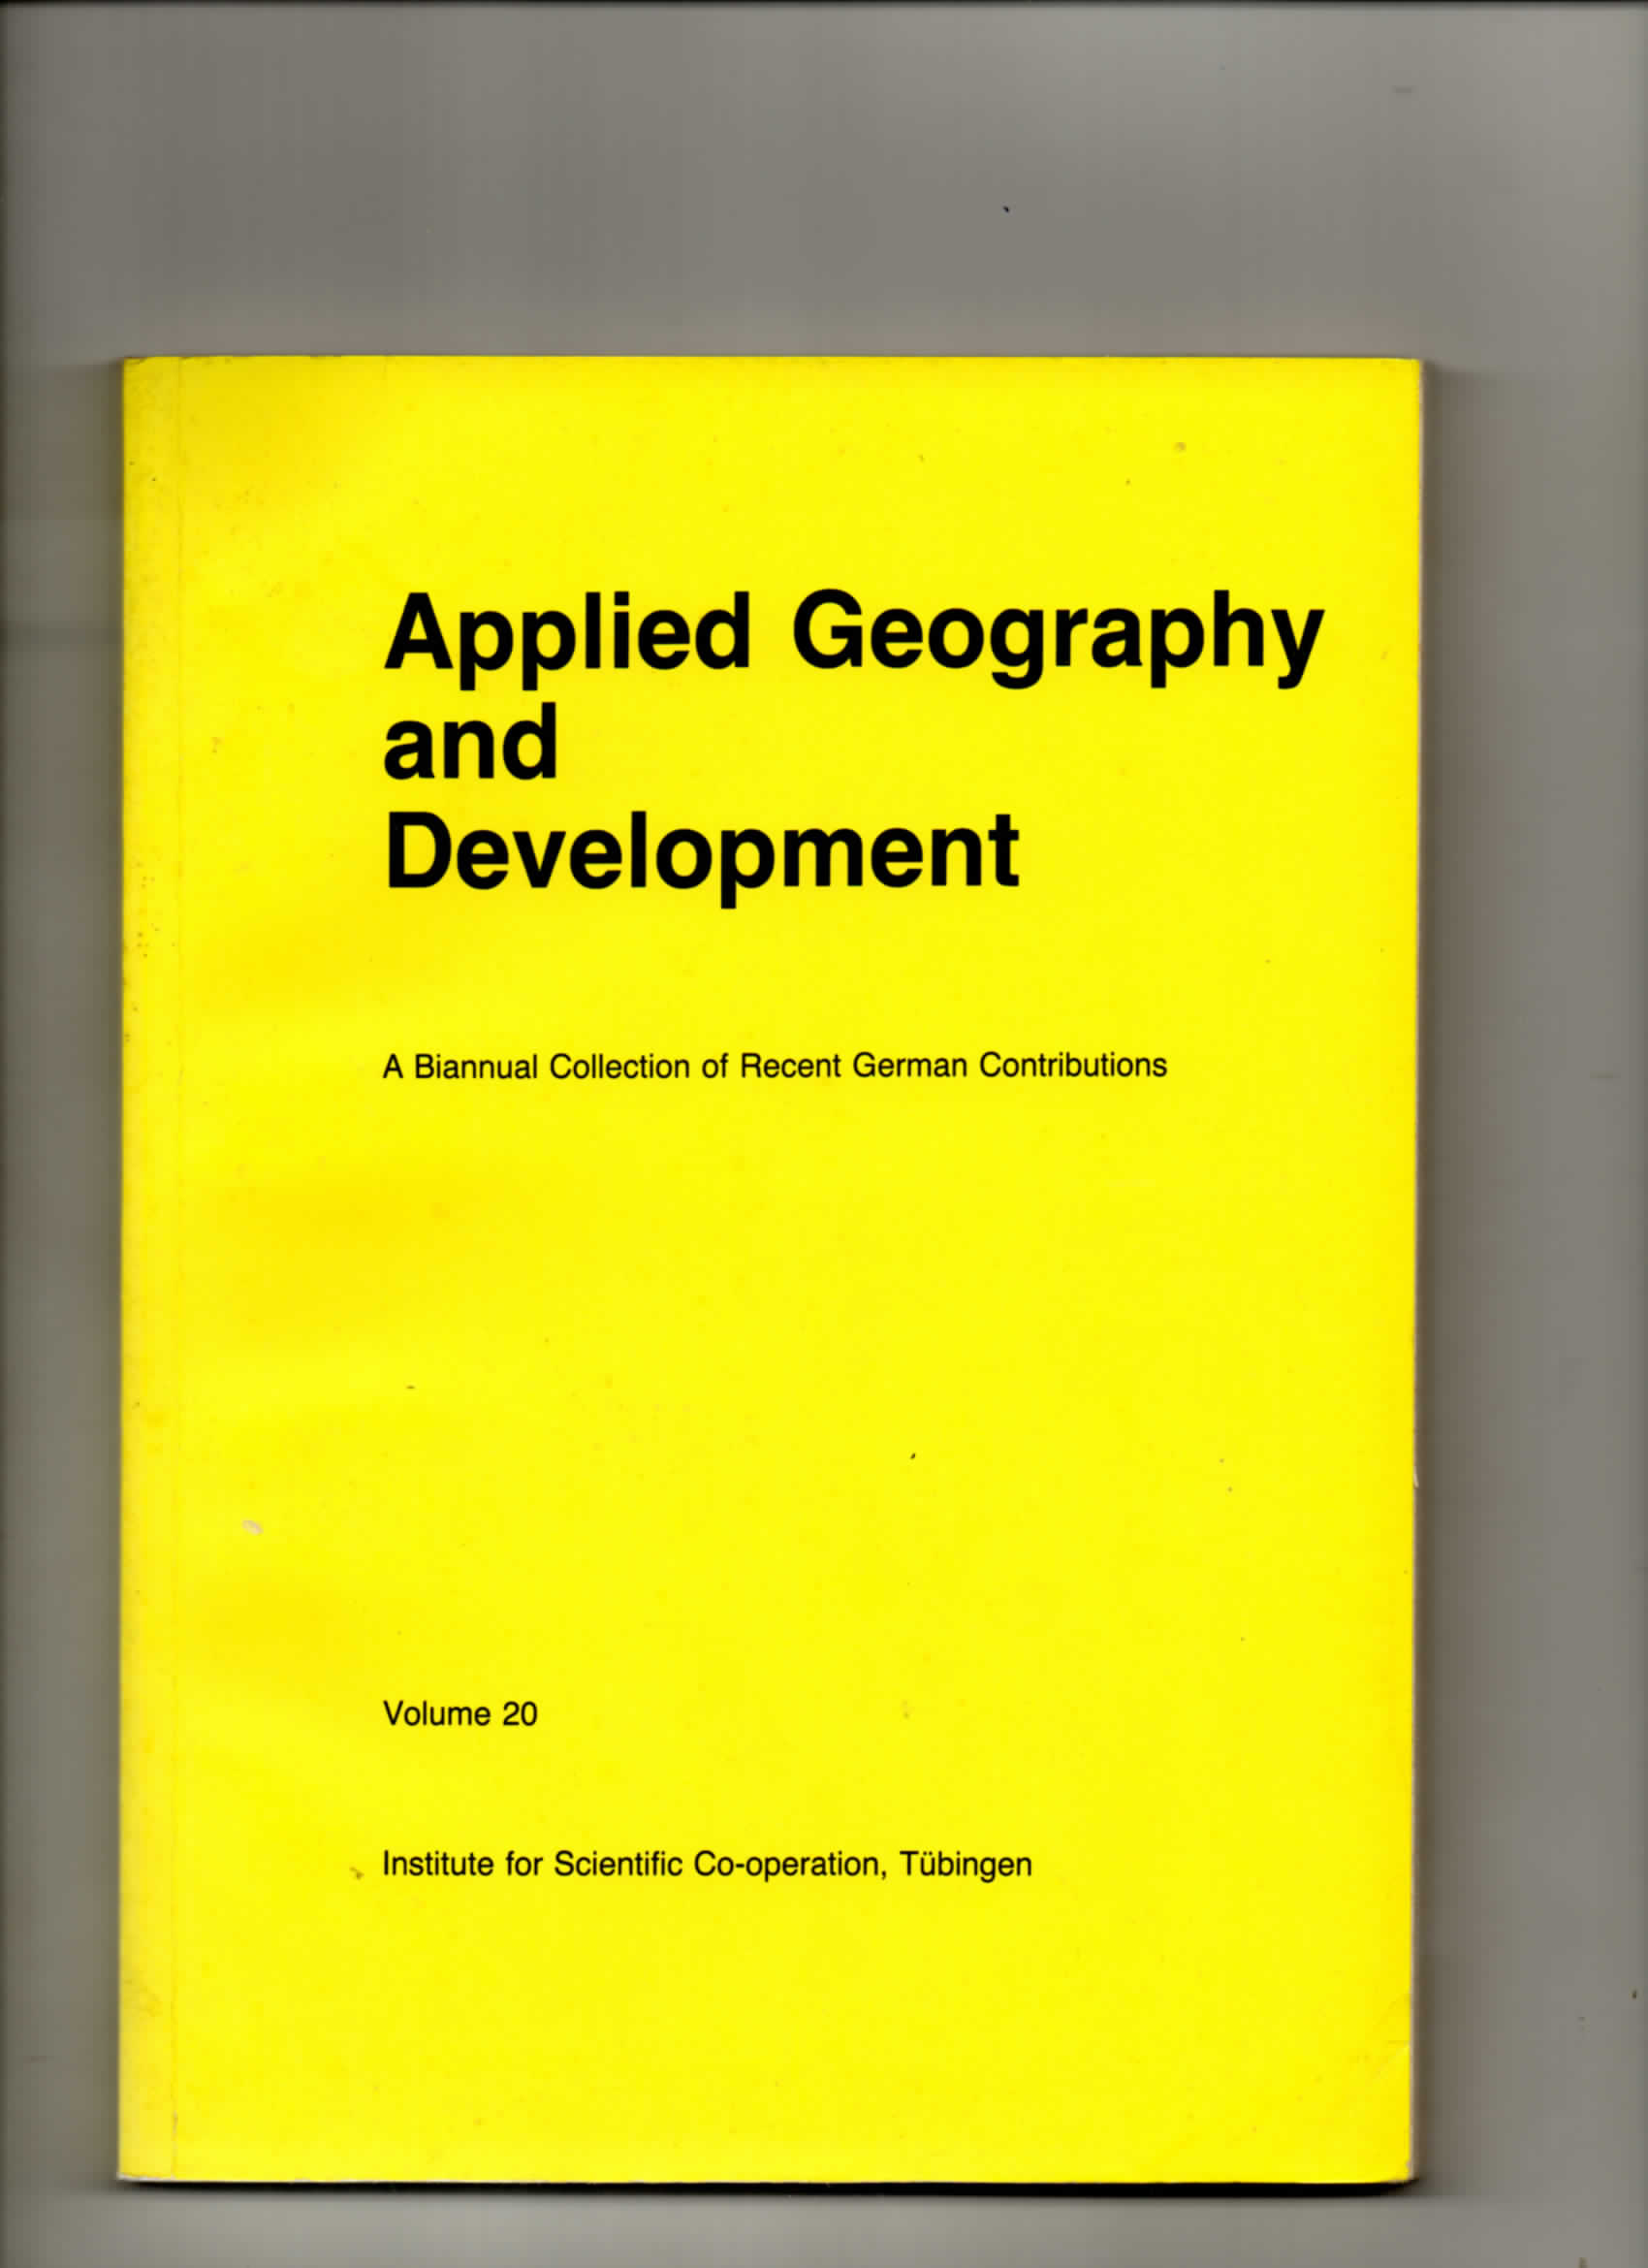 Applied Geography
and
Development
A Biannual Collection of Recent German Contributions
Volume 20
Institute for Scientific Co-operation, Tübingen